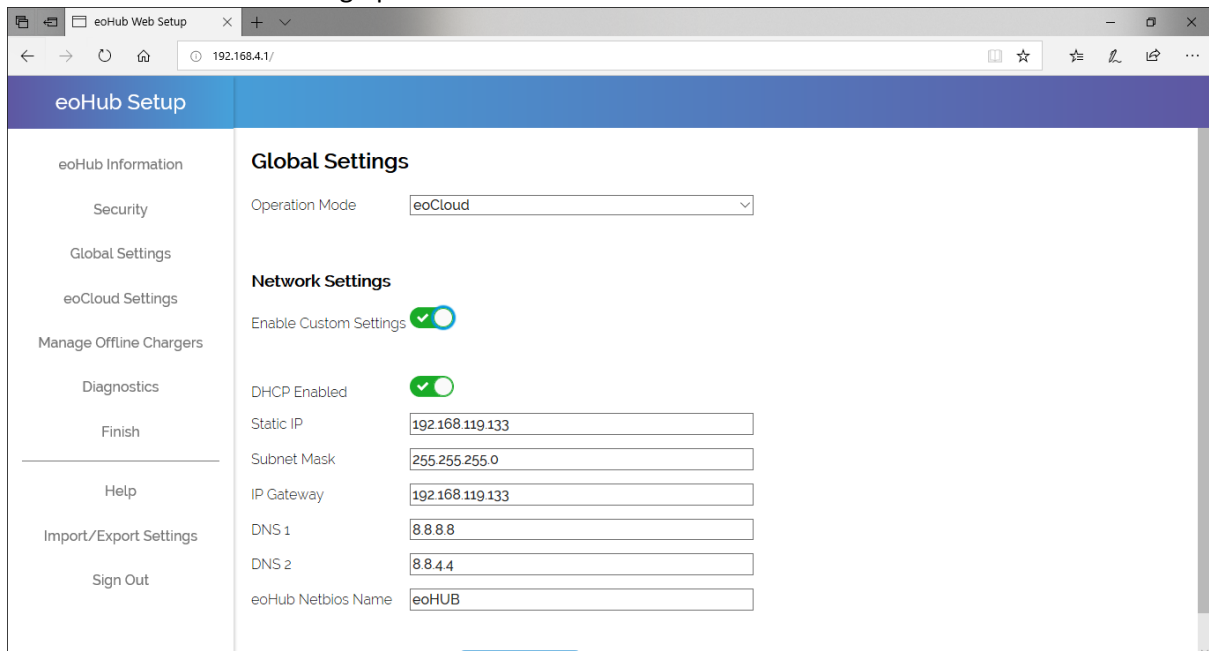 eoHub Web Setup
192.168.4.1/
eoHub Setup
eoHub Information
Security
Global Settings
eoCloud Settings
Manage Offline Chargers
Diagnostics
Finish
Help
Import/Export Settings
Sign Out
Global Settings
Operation Mode eoCloud
Network Settings
Enable Custom Settings
DHCP Enabled
Static IP 192.168.119.133
Subnet Mask 255.255.255.0
IP Gateway 192.168.119.133
DNS 1 8.8.8.8
DNS 2 8.8.4.4
eoHub Netbios Name eoHUB